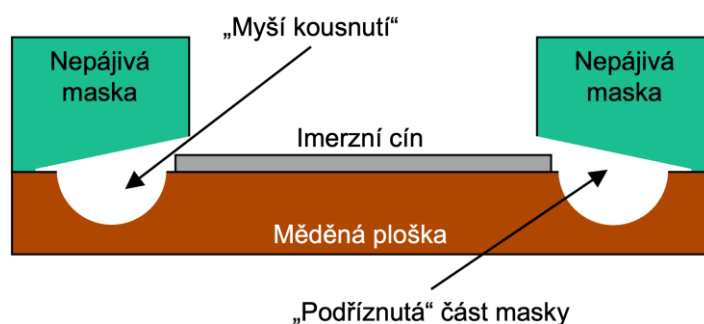 „Myší kousnutí“
Nepájivá
maska
Nepájivá
maska
Imerzní cín
Měděná ploška
„Podříznutá“ část masky